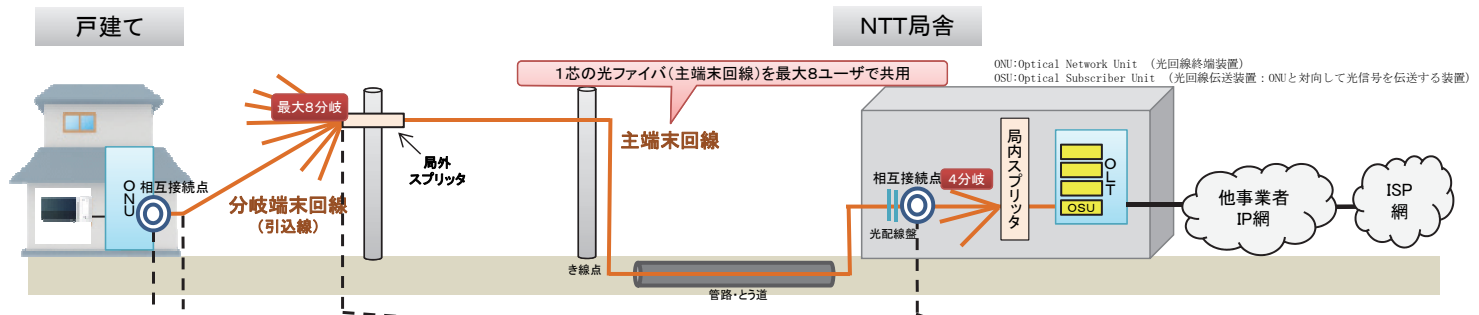 戸建て
NTT局舎
1芯の光ファイバ(主端末回線)を最大8ユーザで共用
ONU:Optical Network Unit (光回線終端装置)
OSU:Optical Subscriber Unit (光回線伝送装置：ONUと対向して光信号を伝送する装置)
最大8分岐
主端末回線
局外
スプリッタ
ONU
相互接続点
分岐端末回線
(引込線)
き線点
管路・とう道
相互接続点
光配線盤
4分岐
局内スプリッタ
OLT
OSU
他事業者
IP網
ISP
網